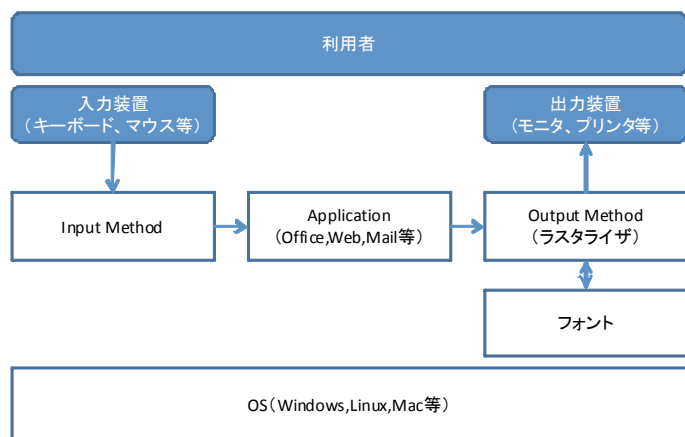 利用者
入力装置
（キーボード、マウス等）
出力装置
（モニタ、プリンタ等）
Input Method
Application
（Office,Web,Mail等）
Output Method
（ラスタライザ）
フォント
OS（Windows,Linux,Mac等）